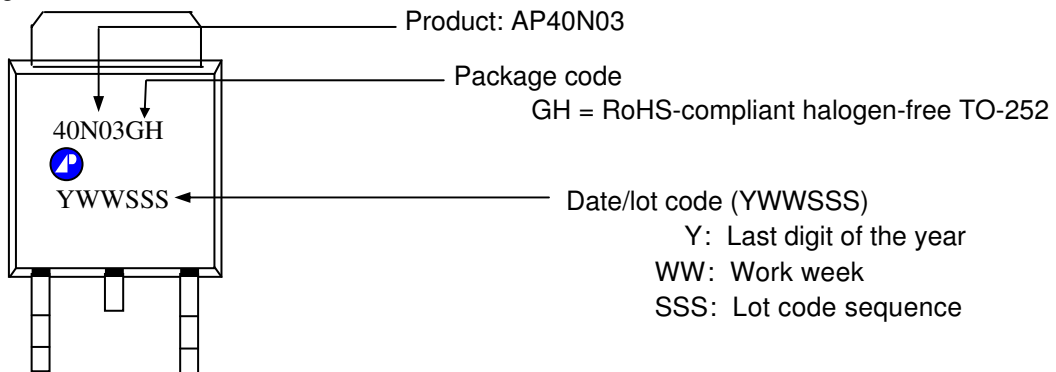 Product: AP40N03
Package code
GH = RoHS-compliant halogen-free TO-252
40N03GH
YWWSSS
Date/lot code (YWWSSS)
Y: Last digit of the year
WW: Work week
SSS: Lot code sequence